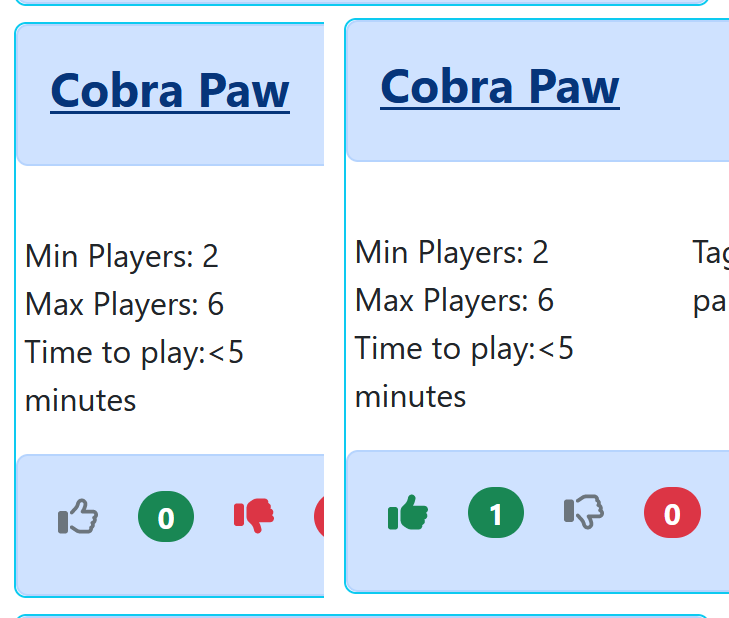 Cobra Paw
Min Players: 2
Max Players: 6
Time to play:<5
minutes
0
Cobra Paw
Min Players: 2
Max Players: 6
Time to play:<5
minutes
Tag
pa
1
0